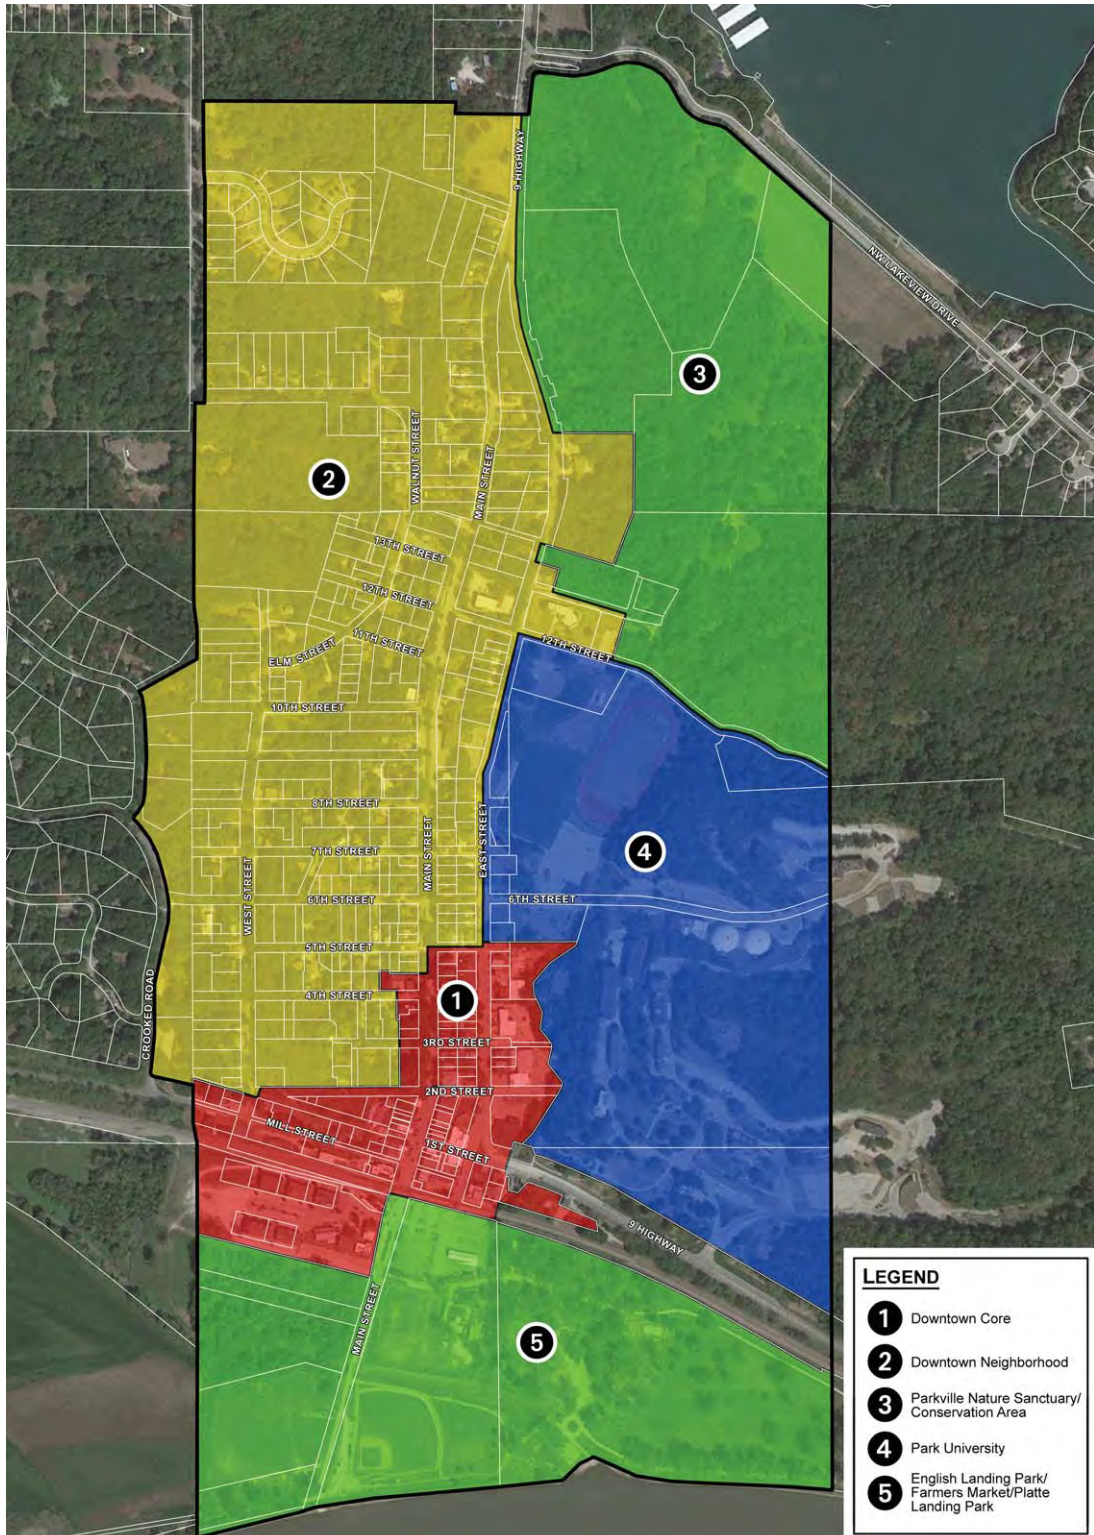 9 HIGHWAY
NW LAKEVIEW DRIVE
3
WALNUT STREET
MAIN STREET
2
13TH STREET
12TH STREET
11TH STREET
ELM STREET
12TH STREET
10TH STREET
8TH STREET
MAIN STREET
EAST STREET
7TH STREET
4
WEST STREET
6TH STREET
6TH STREET
5TH STREET
4TH STREET
1
CROOKED ROAD
3RD STREET
2ND STREET
MILL STREET
1ST STREET
9 HIGHWAY
MAIN STREET
5
LEGEND
1 Downtown Core
2 Downtown Neighborhood
3 Parkville Nature Sanctuary/
Conservation Area
4 Park University
5 English Landing Park/
Farmers Market/Platte
Landing Park